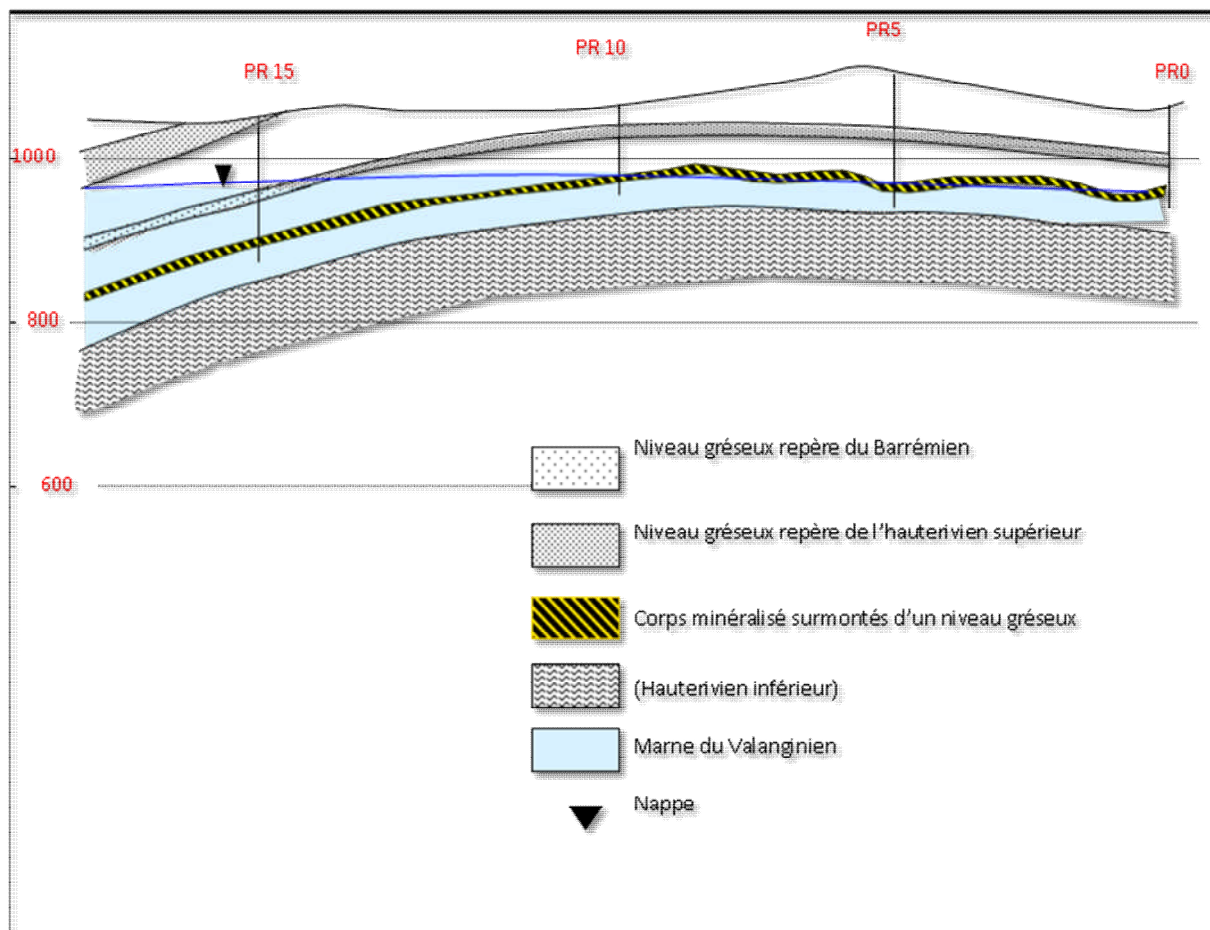 PR5
PR 10
PR 15
PR0
1000
800
600
Niveau gréseux repère du Barrémien
Niveau gréseux repère de l'hauterivien supérieur
Corps minéralisé surmontés d'un niveau gréseux
(Hauterivien inférieur)
Marne du Valanginien
Nappe